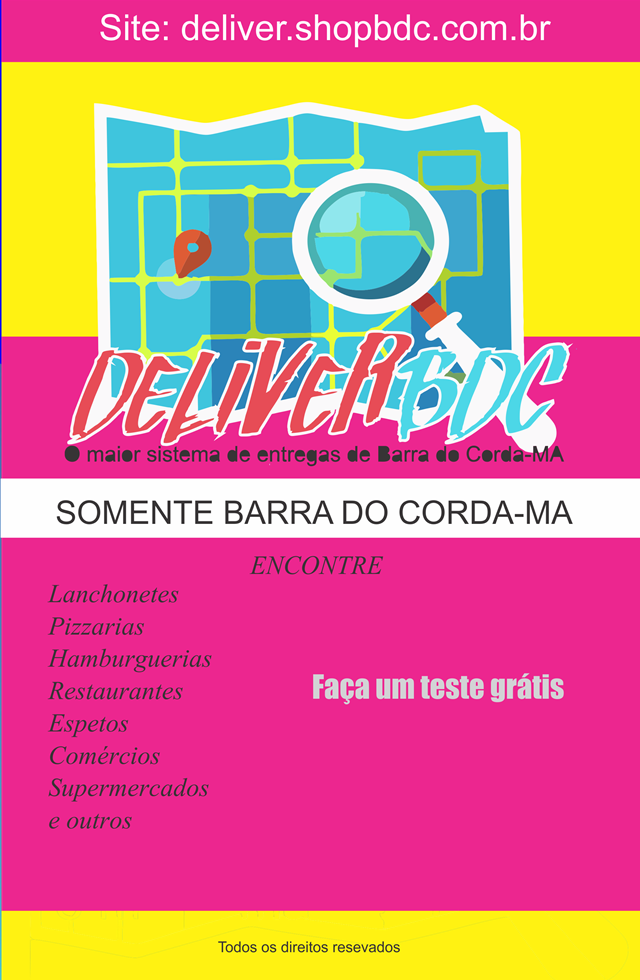 Site: deliver.shopbdc.com.br
DELiVERBDC
O maior sistema de entregas de Barra do Corda-MA
SOMENTE BARRA DO CORDA-MA
ENCONTRE
Lanchonetes
Pizzarias
Hamburguerias
Restaurantes
Espetos
Comércios
Supermercados
e outros
Faça um teste grátis
Todos os direitos resevados